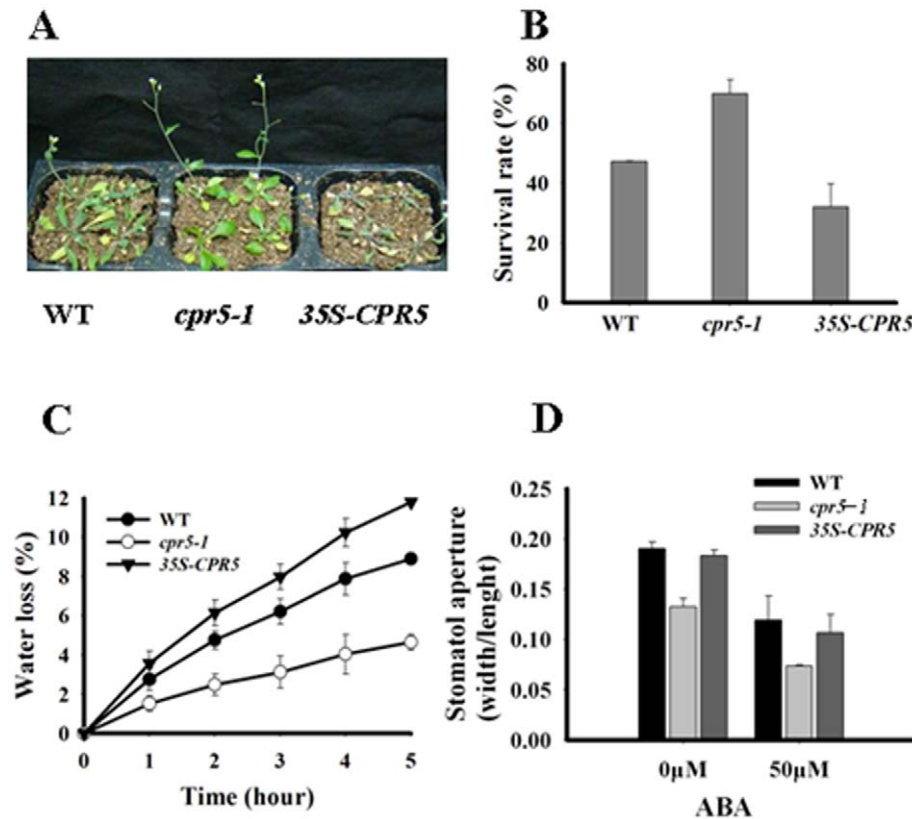 A
WT
cpr5-1
35S-CPR5
B
Survival rate (%)
80
60
40
20
0
WT
cpr5-1
35S-CPR5
C
Water loss (%)
12
10
8
6
4
2
0
WT
cpr5-1
35S-CPR5
0 1 2 3 4 5
Time (hour)
D
Stomatol aperture
(width/lenght)
0.25
0.20
0.15
0.10
0.05
0.00
WT
cpr5-1
35S-CPR5
0μM 50μM
ABA